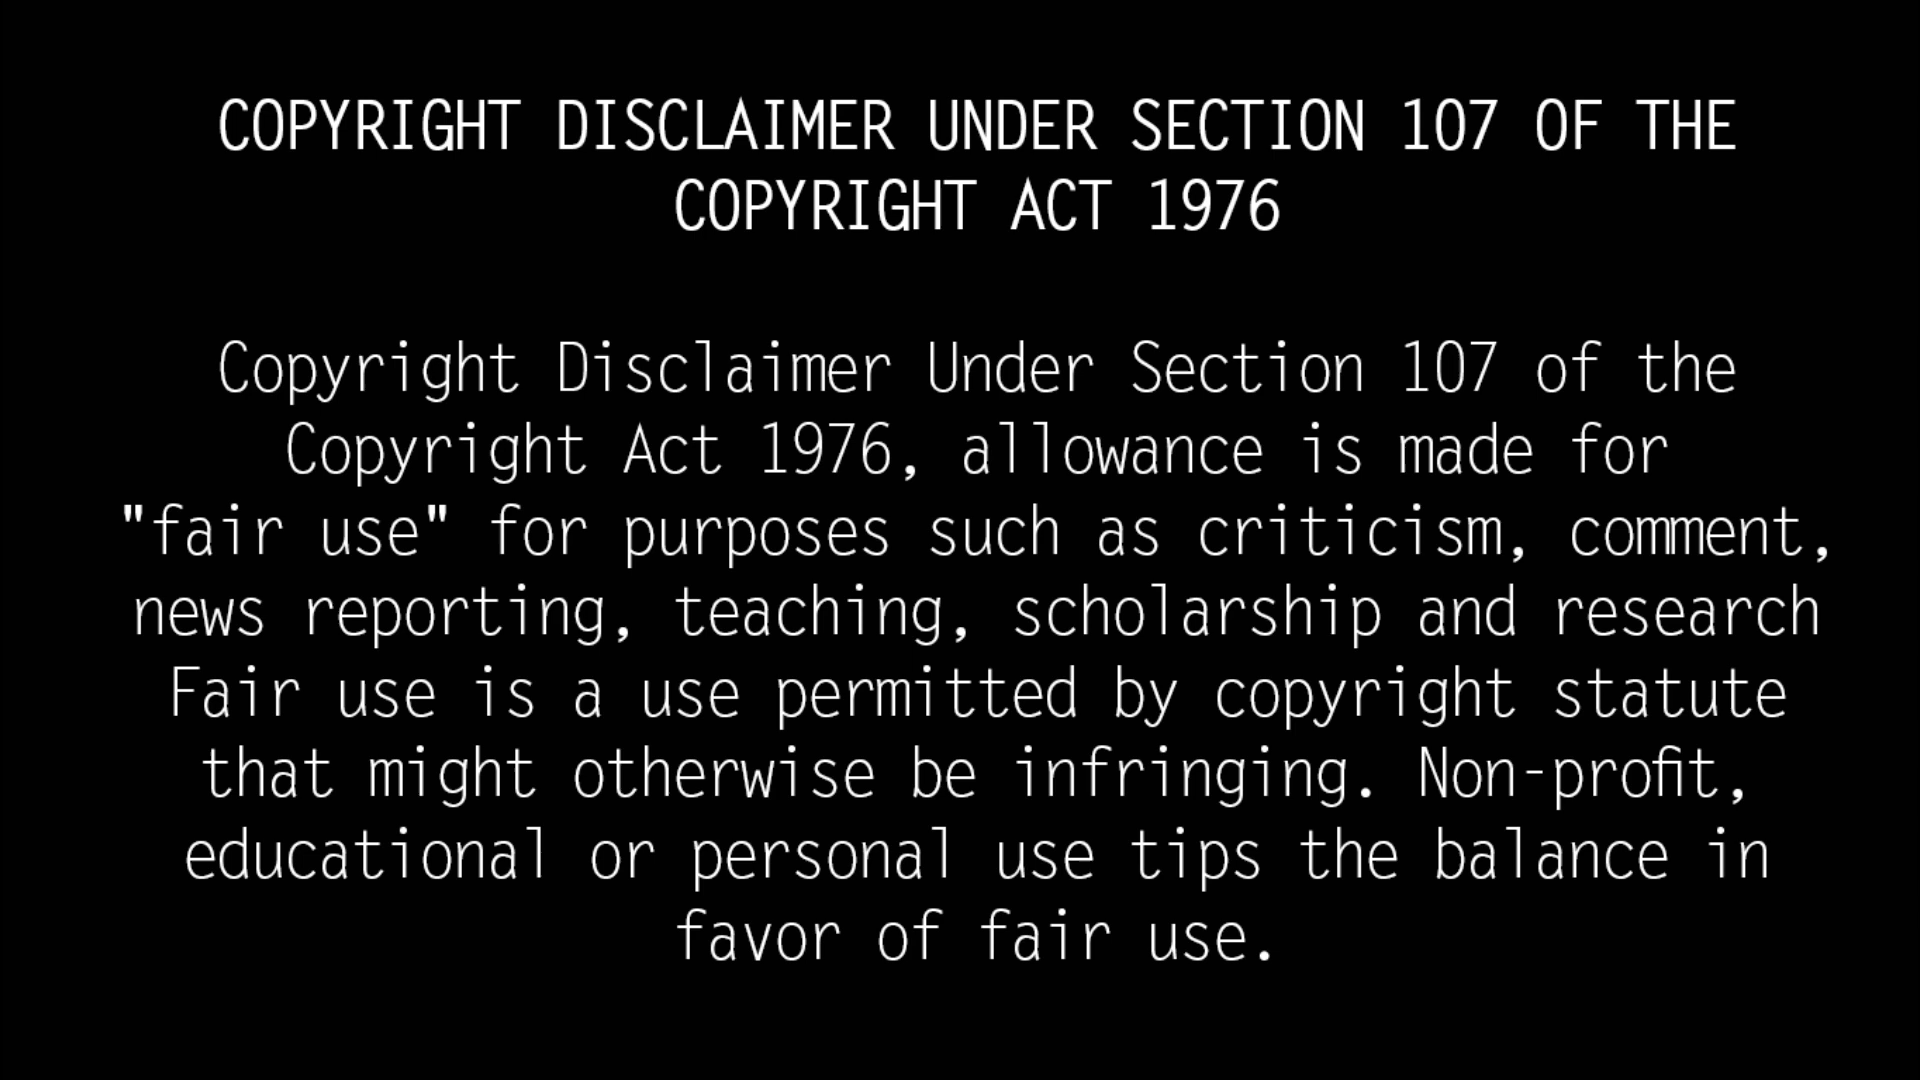 COPYRIGHT DISCLAIMER UNDER SECTION 107 OF THE
COPYRIGHT ACT 1976
Copyright Disclaimer Under Section 107 of the
Copyright Act 1976, allowance is made for
"fair use" for purposes such as criticism, comment,
news reporting, teaching, scholarship and research
Fair use is a use permitted by copyright statute
that might otherwise be infringing. Non-profit,
educational or personal use tips the balance in
favor of fair use.